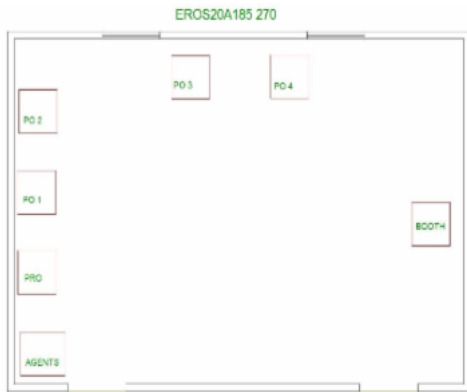 EROS20A185 270
PO 3
PO 4
PO 2
PO 1
BOOTH
PRO
AGENTS